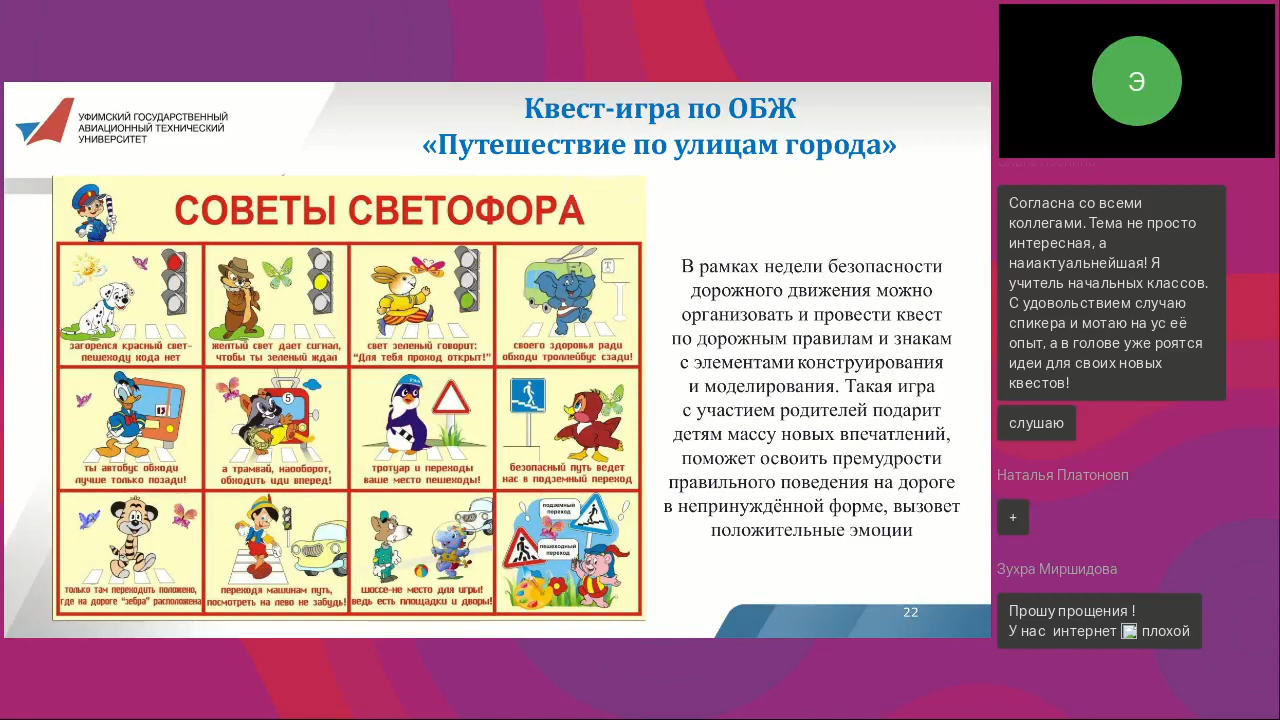 УФИМСКИЙ ГОСУДАРСТВЕННЫЙ
АВИАЦИОННЫЙ ТЕХНИЧЕСКИЙ
УНИВЕРСИТЕТ
Квест-игра по ОБЖ
«Путешествие по улицам города»
СОВЕТЫ СВЕТОФОРА
загорелся красный свет-
пешеходу хода нет
желтый свет дает сигнал,
чтобы ты зеленый ждал
свет зеленый говорит:
"Для тебя проход открыт!"
Т
своего здоровья ради
обходи троллейбус сзади!
ты автобус обходи
лучше только позади!
5
а трамвай, наоборот,
обходить иди вперед!
тротуар и переходы
ваше место пешеходы!
безопасный путь ведет
нас в подземный переход
только там переходить положено,
где на дороге "зебра" расположена
переходя машинам путь,
посмотреть на лево не забудь!
шоссе-не место для игры!
ведь есть площадки и дворы!
подземный
переход
пешеходный
переход
В рамках недели безопасности
дорожного движения можно
организовать и провести квест
по дорожным правилам и знакам
с элементами конструирования
и моделирования. Такая игра
с участием родителей подарит
детям массу новых впечатлений,
поможет освоить премудрости
правильного поведения на дороге
в непринуждённой форме, вызовет
положительные эмоции
22
Э
Согласна со всеми
коллегами. Тема не просто
интересная, а
наиактуальнейшая! Я
учитель начальных классов.
С удовольствием случаю
спикера и мотаю на ус её
опыт, а в голове уже роятся
идеи для своих новых
квестов!
слушаю
Наталья Платоновп
+
Зухра Миршидова
Прошу прощения !
У нас интернет плохой